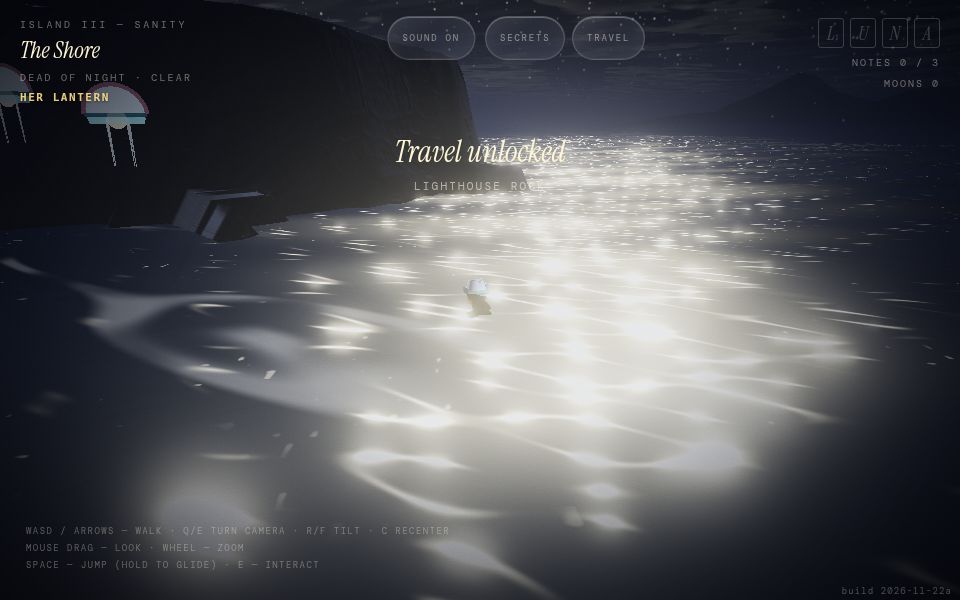 ISLAND III — SANITY
The Shore
DEAD OF NIGHT · CLEAR
HER LANTERN
SOUND ON
SECRETS
TRAVEL
L U N A
NOTES 0 / 3
MOONS 0
Travel unlocked
LIGHTHOUSE
WASD / ARROWS — WALK · Q/E TURN CAMERA · R/F TILT · C RECENTER
MOUSE DRAG — LOOK · WHEEL — ZOOM
SPACE — JUMP (HOLD TO GLIDE) · E — INTERACT
build 2026-11-22a